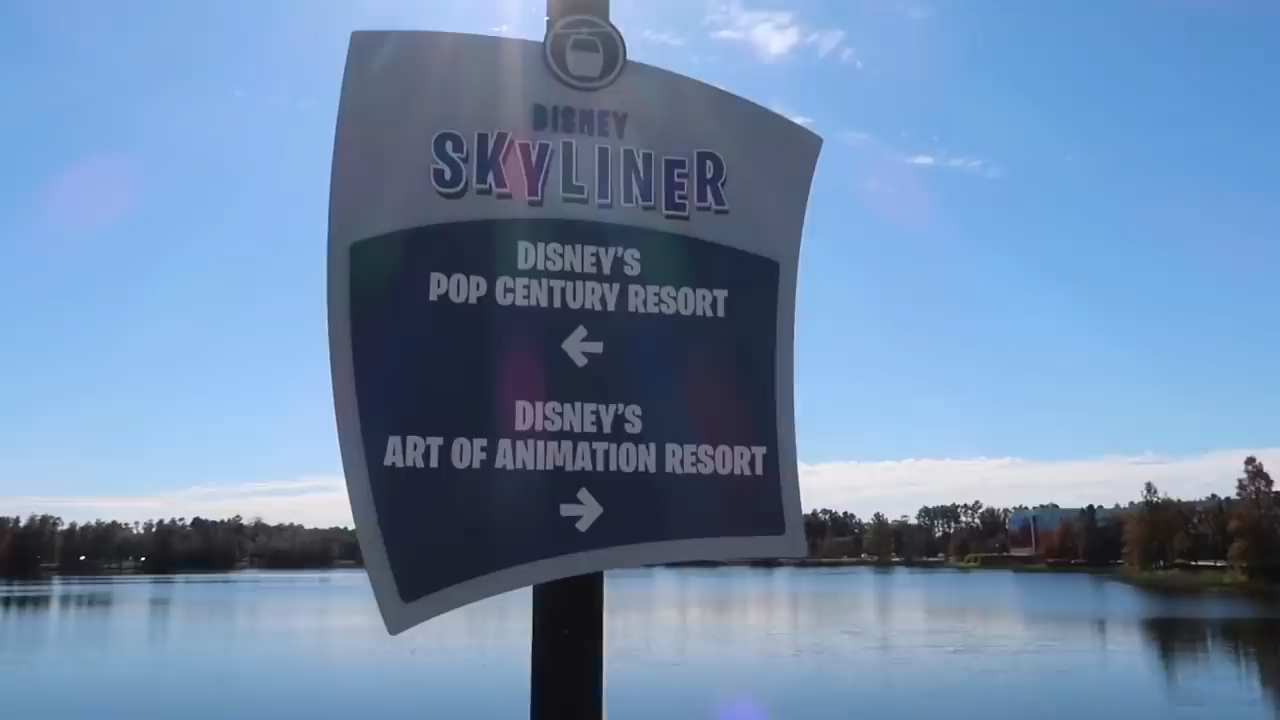 DISNEY
SKYLINER
DISNEY'S
POP CENTURY RESORT
←
DISNEY'S
ART OF ANIMATION RESORT
→